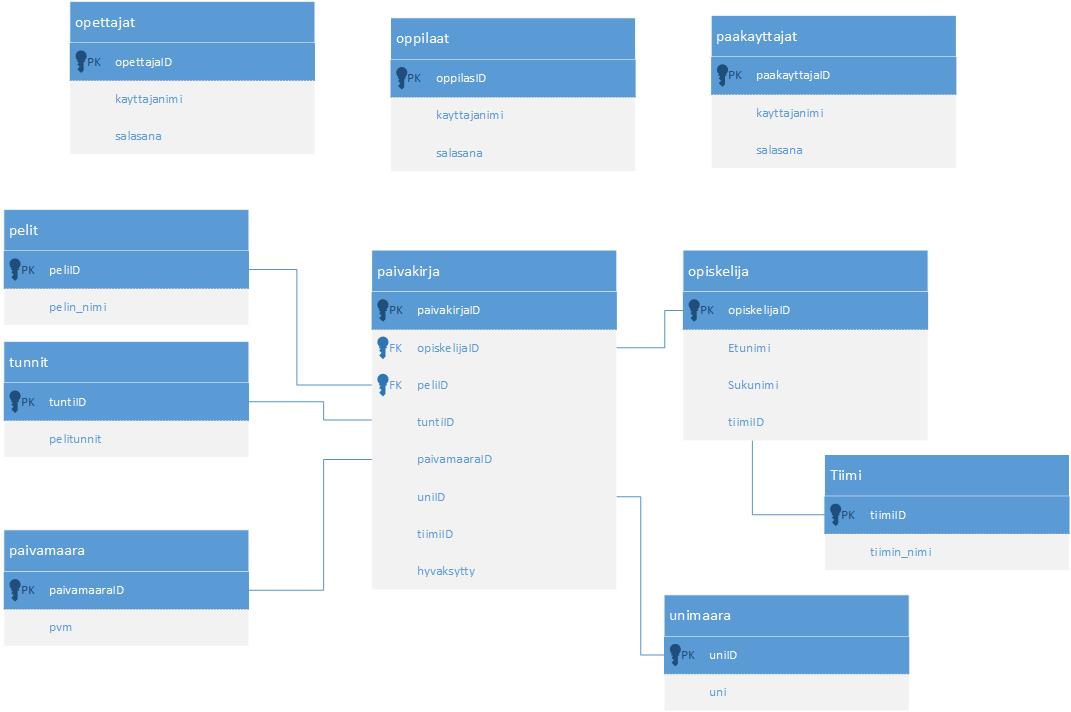 opettajat
PK opettajaID
kayttajanimi
salasana
oppilaat
PK oppilasID
kayttajanimi
salasana
paakayttajat
PK paakayttajaID
kayttajanimi
salasana
pelit
PK peliID
pelin_nimi
tunnit
PK tuntiID
pelitunnit
paivamaara
PK paivamaaraID
pvm
paivakirja
PK paivakirjaID
FK opiskelijaID
FK peliID
tuntiID
paivamaaraID
uniID
tiimiID
hyvaksytty
opiskelija
PK opiskelijaID
Etunimi
Sukunimi
tiimiID
Tiimi
PK tiimiID
tiimin_nimi
unimaara
PK uniID
uni